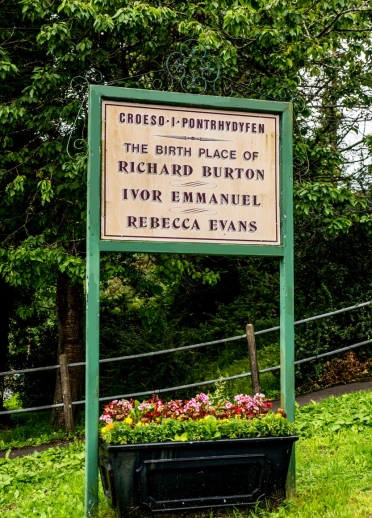 CROESO·I·PONTRHYDYFEN
THE BIRTH PLACE OF
RICHARD BURTON
IVOR EMMANUEL
REBECCA EVANS